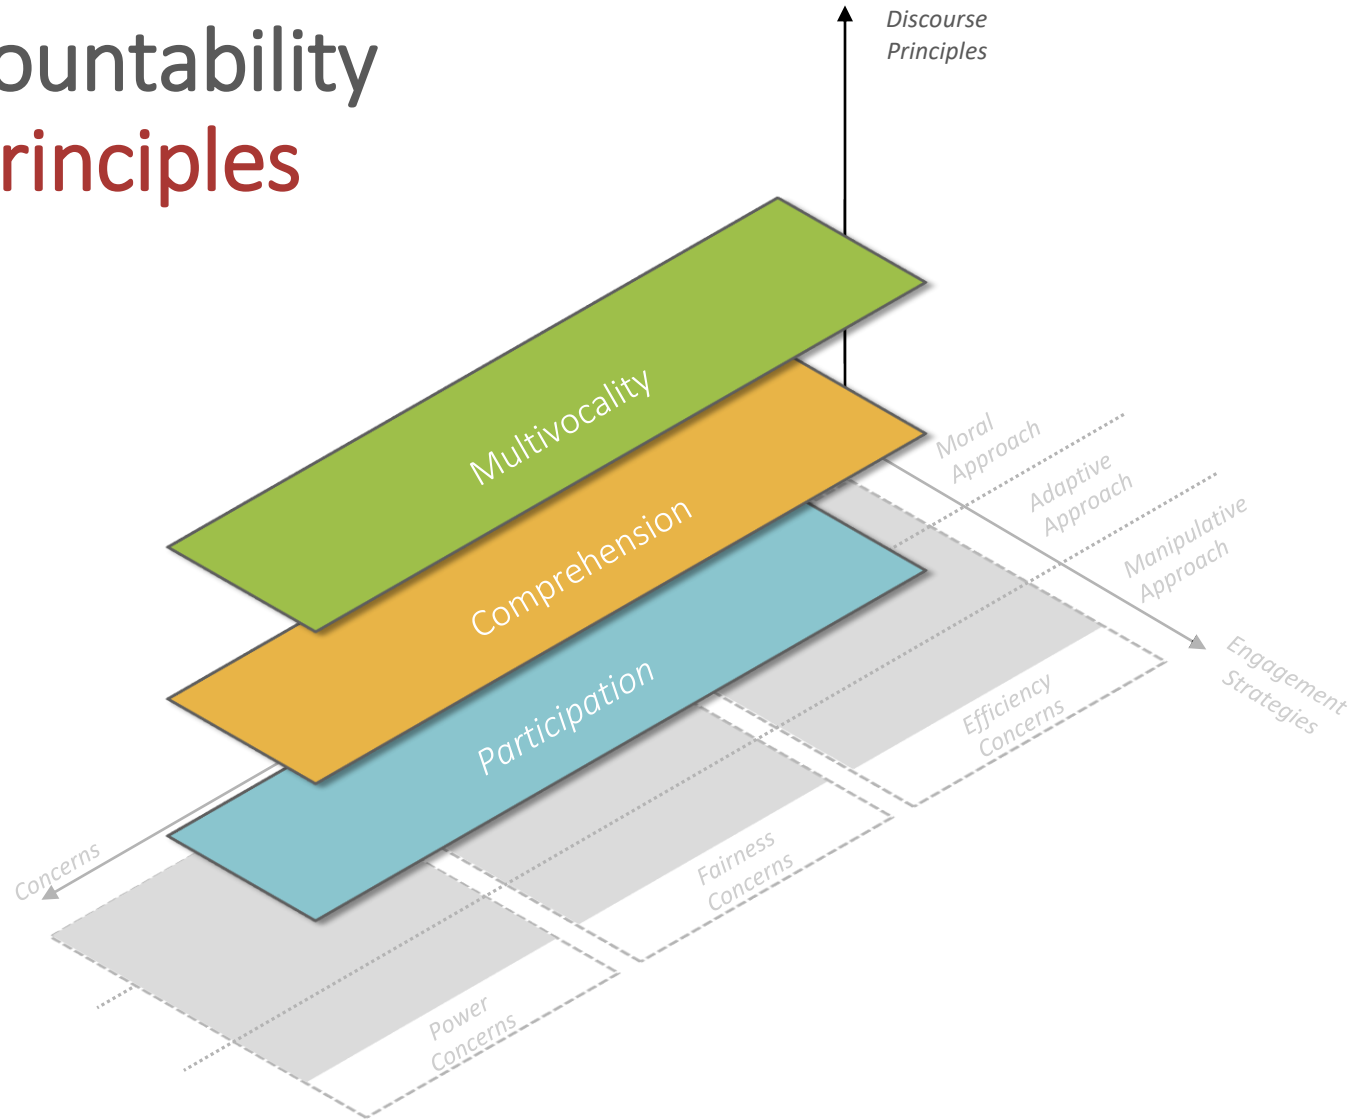 ountability
rinciples
Discourse
Principles
Multivocality
Comprehension
Participation
Moral
Approach
Adaptive
Approach
Manipulative
Approach
Engagement
Strategies
Efficiency
Concerns
Fairness
Concerns
Power
Concerns
Concerns